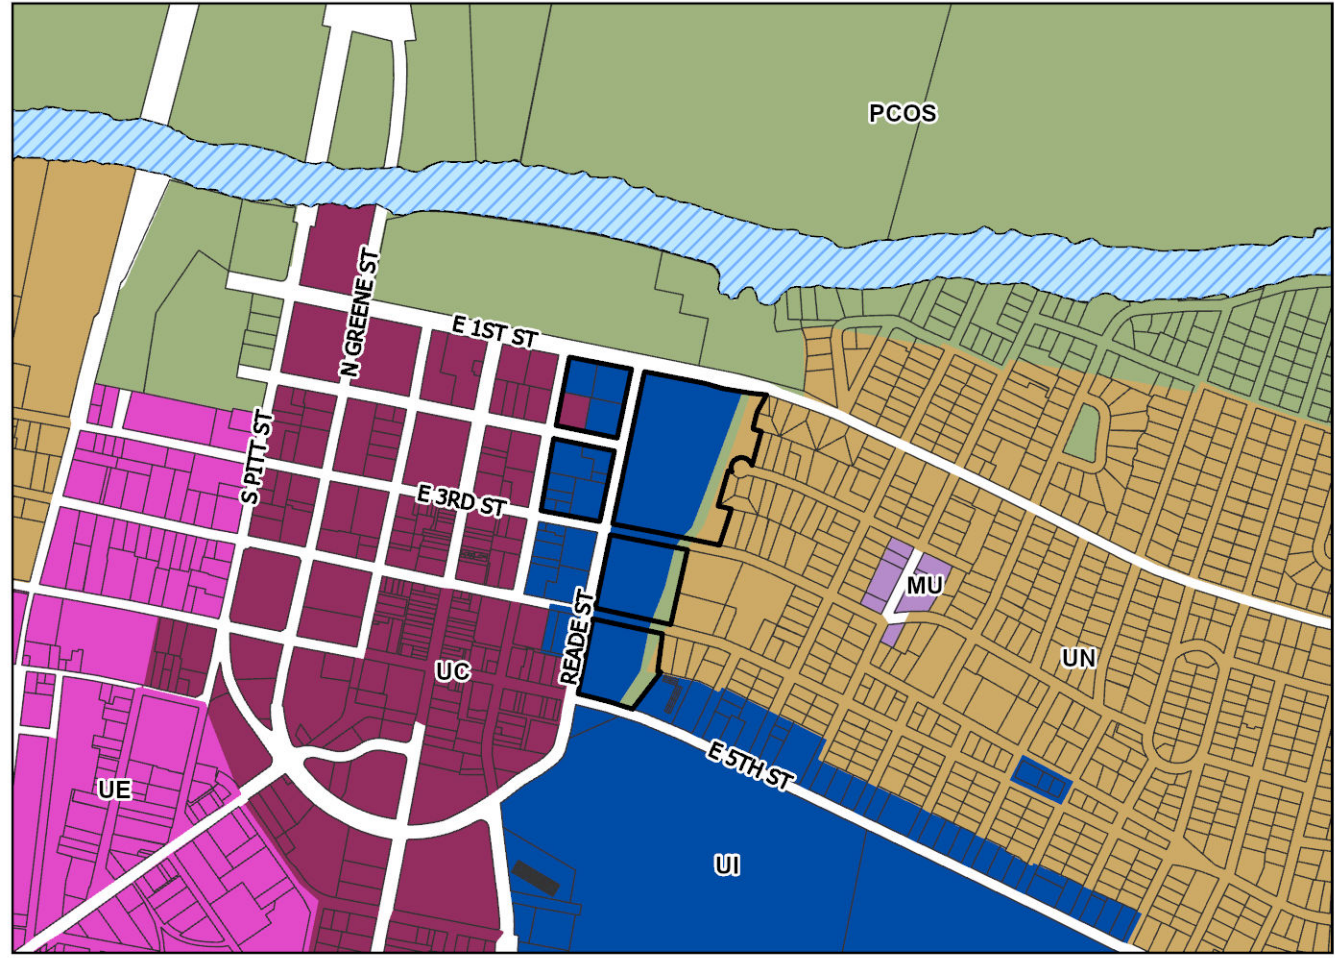 PCOS
N GREENE ST
E 1ST ST
S PITT ST
E 3RD ST
MU
READE ST
UC
UN
E 5TH ST
UE
UI